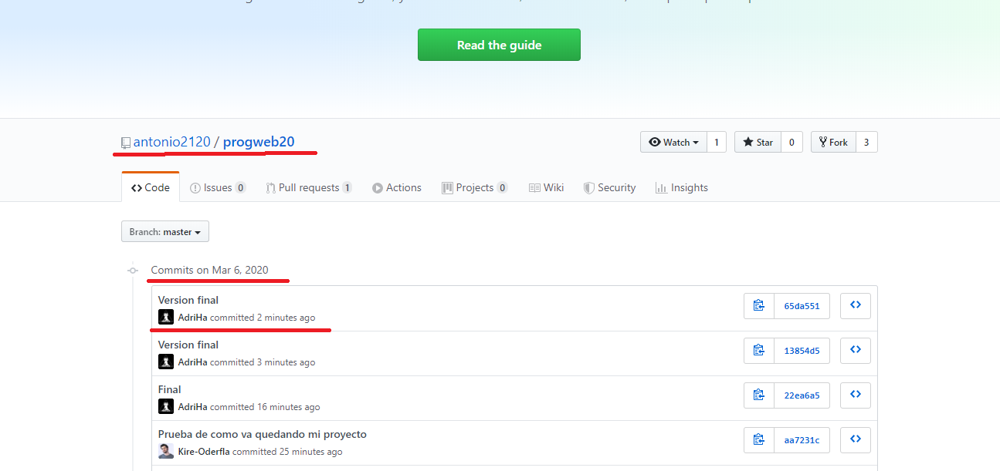 Read the guide
antonio2120 / progweb20
Watch 1 Star 0 Fork 3
Code Issues 0 Pull requests 1 Actions Projects 0 Wiki Security Insights
Branch: master
Commits on Mar 6, 2020
Version final
65da551
AdriHa committed 2 minutes ago
Version final
13854d5
AdriHa committed 3 minutes ago
Final
22ea6a5
AdriHa committed 16 minutes ago
Prueba de como va quedando mi proyecto
aa7231c
Kire-Oderfla committed 25 minutes ago